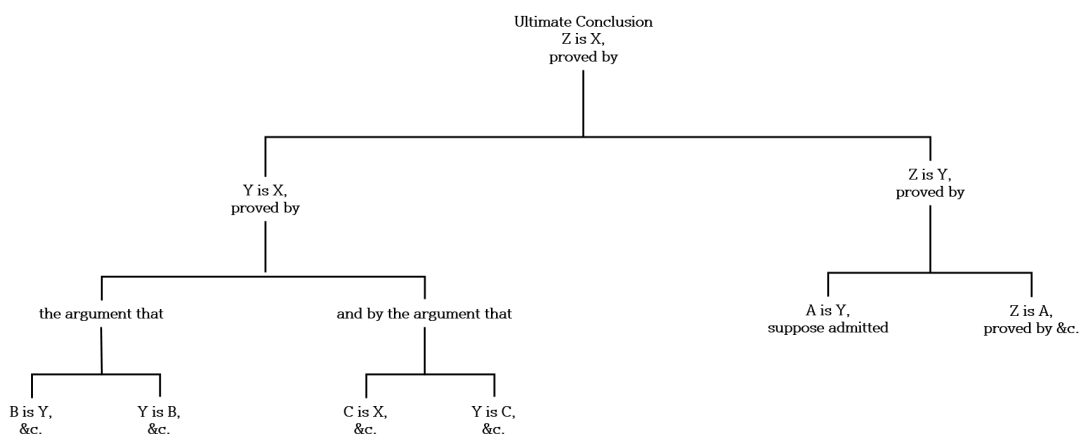 Ultimate Conclusion
Z is X,
proved by
Y is X,
proved by
Z is Y,
proved by
the argument that
and by the argument that
A is Y,
suppose admitted
Z is A,
proved by &c.
B is Y,
&c.
Y is B,
&c.
C is X,
&c.
Y is C,
&c.